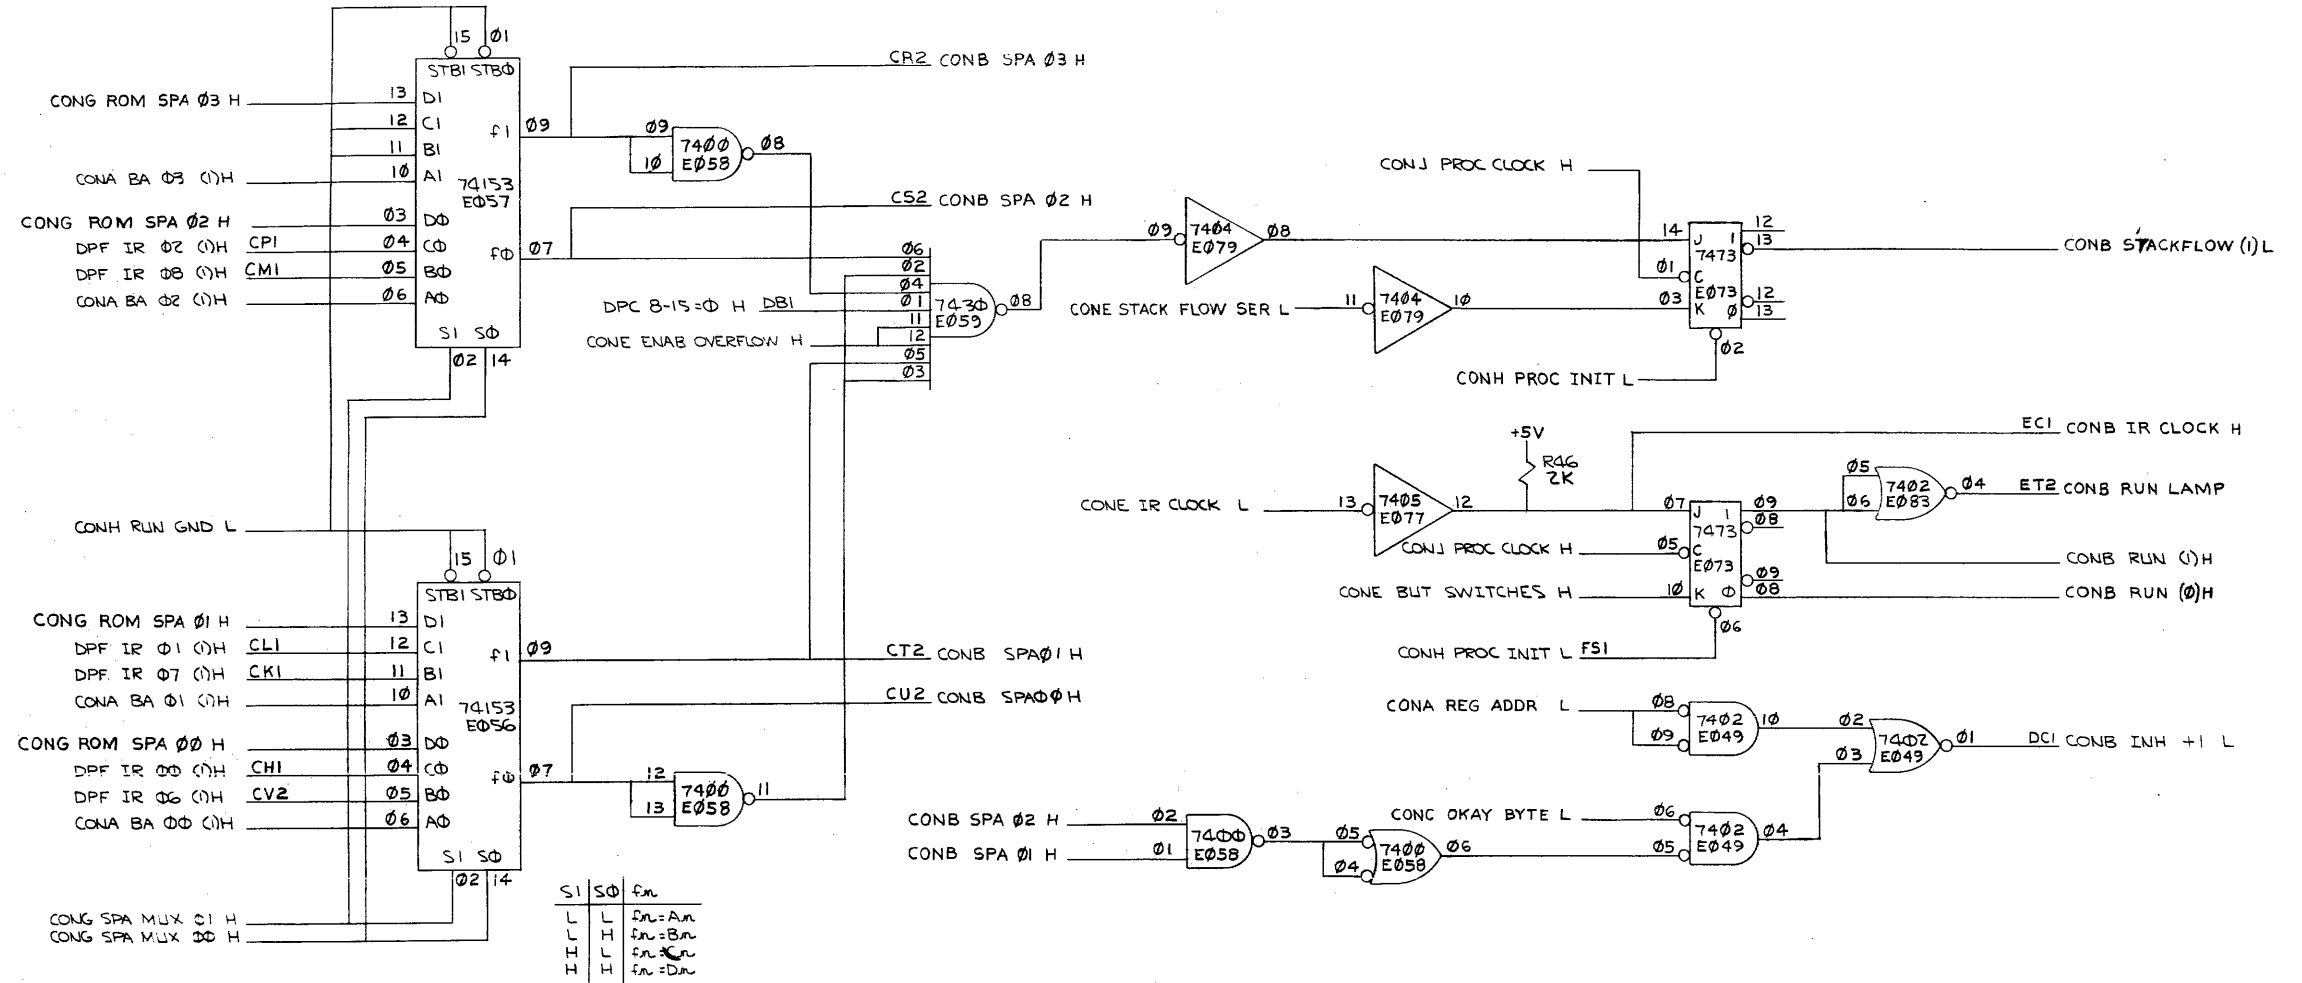 15 Ø1
STB1 STBØ
CONG ROM SPA Ø3 H 13 D1
12 C1
11 B1
CONA BA Ø3 (1)H 1Ø A1
f1 Ø9
74153
EØ57
CONG ROM SPA Ø2 H Ø3 DØ
DPF IR Ø2 (1)H CP1 Ø4 CØ
DPF IR Ø8 (1)H CM1 Ø5 BØ
CONA BA Ø2 (1)H Ø6 AØ
fØ Ø7
S1 SØ
Ø2 14
CR2 CONB SPA Ø3 H
Ø9
1Ø
7400
EØ58
Ø8
CS2 CONB SPA Ø2 H
Ø6
Ø2
Ø4
DPC 8-15=Ø H DB1 Ø1
11
CONE ENAB OVERFLOW H 12
Ø5
Ø3
743Ø
EØ59
Ø8
Ø9 74Ø4 Ø8
EØ79
CONE STACK FLOW SER L 11 74Ø4 1Ø
EØ79
CONJ PROC CLOCK H
14 J 1 12
13 CONB STACKFLOW (1) L
7473
Ø1 C
EØ73 12
Ø3 K Ø 13
Ø2
CONH PROC INIT L
CONH RUN GND L
15 Ø1
STB1 STBØ
CONG ROM SPA Ø1 H 13 D1
DPF IR Ø1 (1)H CL1 12 C1
DPF IR Ø7 (1)H CK1 11 B1
CONA BA Ø1 (1)H 1Ø A1
f1 Ø9
74153
EØ56
CONG ROM SPA ØØ H Ø3 DØ
DPF IR ØØ (1)H CH1 Ø4 CØ
DPF IR Ø6 (1)H CV2 Ø5 BØ
CONA BA ØØ (1)H Ø6 AØ
fØ Ø7
S1 SØ
Ø2 14
CONG SPA MUX Ø1 H
CONG SPA MUX ØØ H
CT2 CONB SPAØ1 H
CU2 CONB SPAØØ H
12
13
74ØØ
EØ58
11
S1 SØ fn
L L fn=An
L H fn=Bn
H L fn=Cn
H H fn=Dn
+5V
R46
2K
EC1 CONB IR CLOCK H
CONE IR CLOCK L 13 74Ø5 12
EØ77
CONJ PROC CLOCK H Ø5 C
CONE BUT SWITCHES H 1Ø K Ø
Ø7 J 1 Ø9
Ø8
7473
EØ73 Ø9
Ø8
Ø6
CONH PROC INIT L FS1
Ø5
Ø6
74Ø2
EØ83
Ø4 ET2 CONB RUN LAMP
CONB RUN (1)H
CONB RUN (Ø)H
CONA REG ADDR L Ø8
Ø9
74Ø2
EØ49
1Ø
Ø2
Ø3
74Ø2
EØ49
Ø1 DC1 CONB INH +1 L
CONB SPA Ø2 H Ø2
CONB SPA Ø1 H Ø1
74ØØ
EØ58
Ø3
Ø5
Ø4
74ØØ
EØ58
Ø6
CONC OKAY BYTE L Ø6
Ø5
74Ø2
EØ49
Ø4